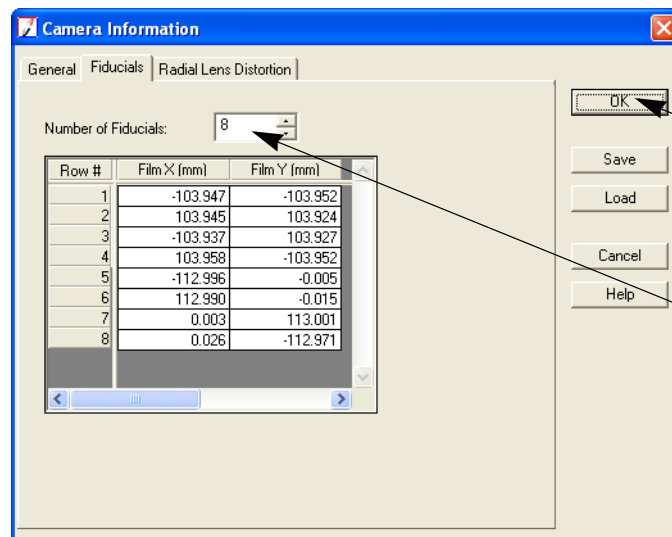 Camera Information
General Fiducials Radial Lens Distortion
OK
Number of Fiducials: 8
Save
Row # Film X (mm) Film Y (mm)
Load
1 -103.947 -103.952
2 103.945 103.924
3 -103.937 103.927
4 103.958 -103.952
Cancel
5 -112.996 -0.005
6 112.990 -0.015
Help
7 0.003 113.001
8 0.026 -112.971